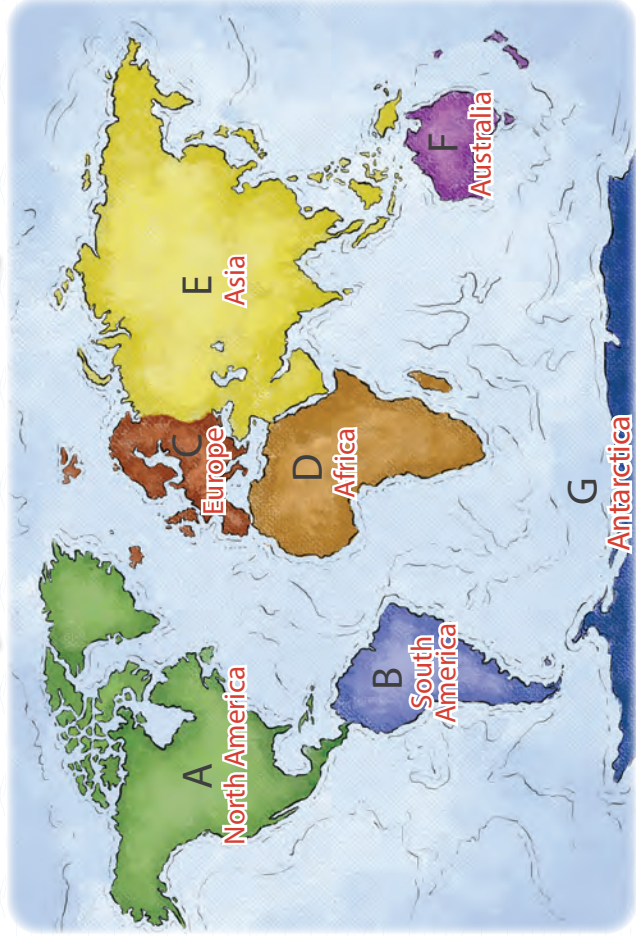 A
North America
B
South
America
C
Europe
D
Africa
E
Asia
F
Australia
G
Antarctica